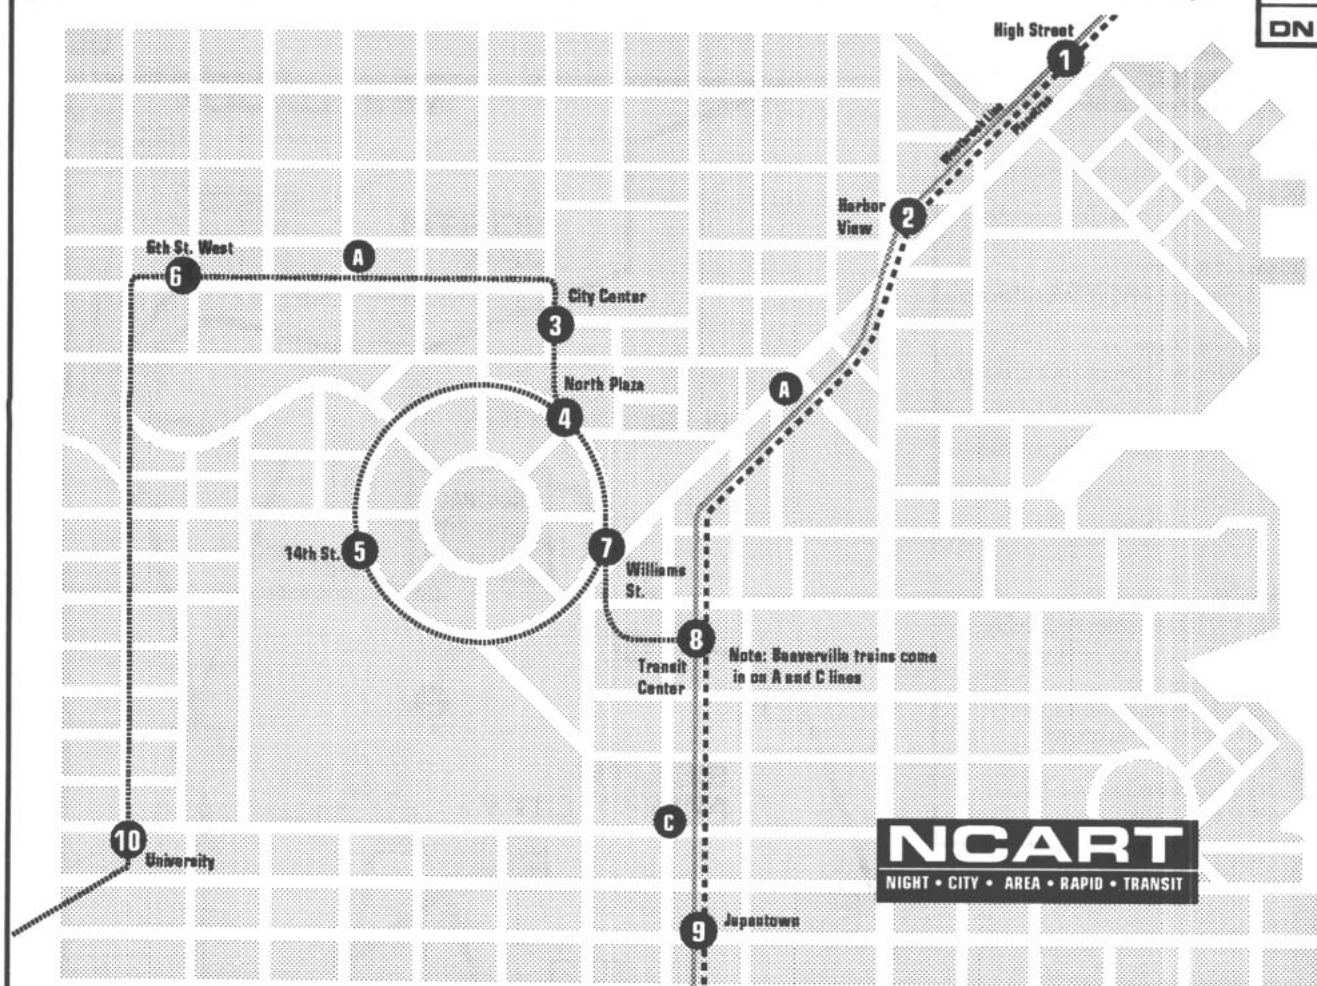 DN
High Street
1
2
Harbor
View
6th St. West
6
A
City Center
3
North Plaza
4
A
14th St.
5
7
Williams
St.
8
Transit
Center
Note: Beaverville trains come
in on A and C lines
C
10
University
NCART
NIGHT • CITY • AREA • RAPID • TRANSIT
9
Japantown